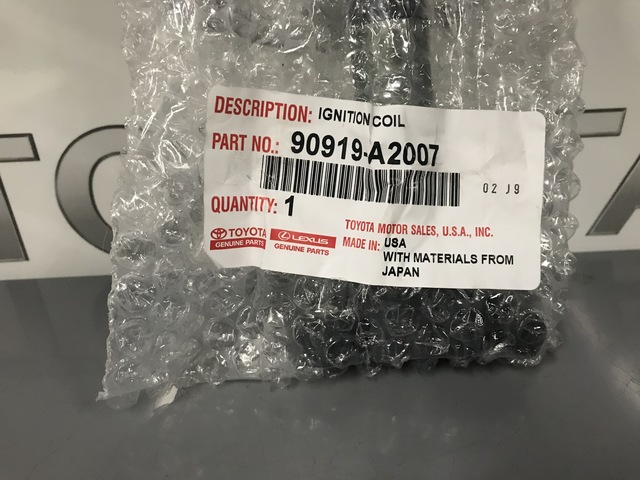 DESCRIPTION: IGNITION COIL
PART NO.: 90919-A2007
02 J9
QUANTITY: 1
TOYOTA
GENUINE PARTS
LEXUS
GENUINE PARTS
TOYOTA MOTOR SALES, U.S.A., INC.
MADE IN: USA
WITH MATERIALS FROM
JAPAN